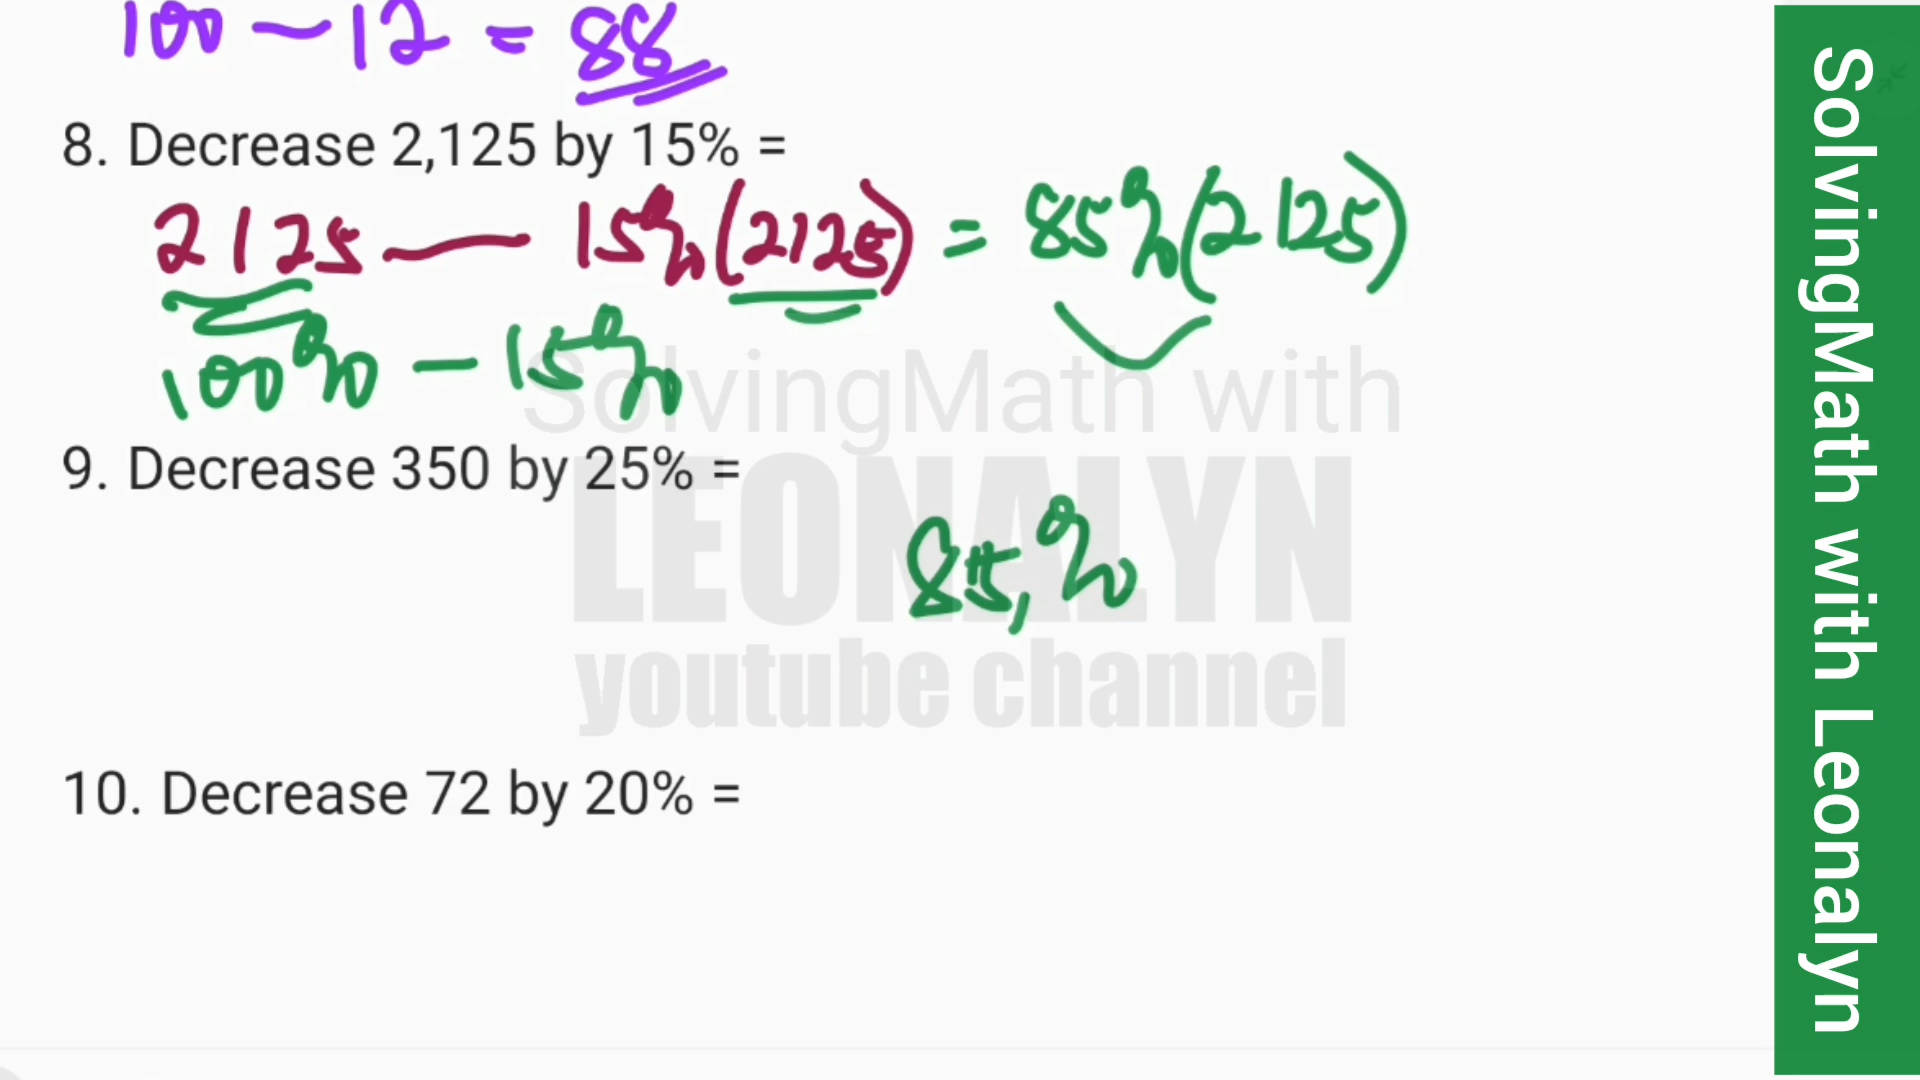 100 - 12 = 88
8. Decrease 2,125 by 15% =
2125 - 15% (2125) = 85% (2125)
100% - 15%
SolvingMath with
9. Decrease 350 by 25% =
LEONALYN
85%
youtube channel
10. Decrease 72 by 20% =
SolvingMath with Leonalyn